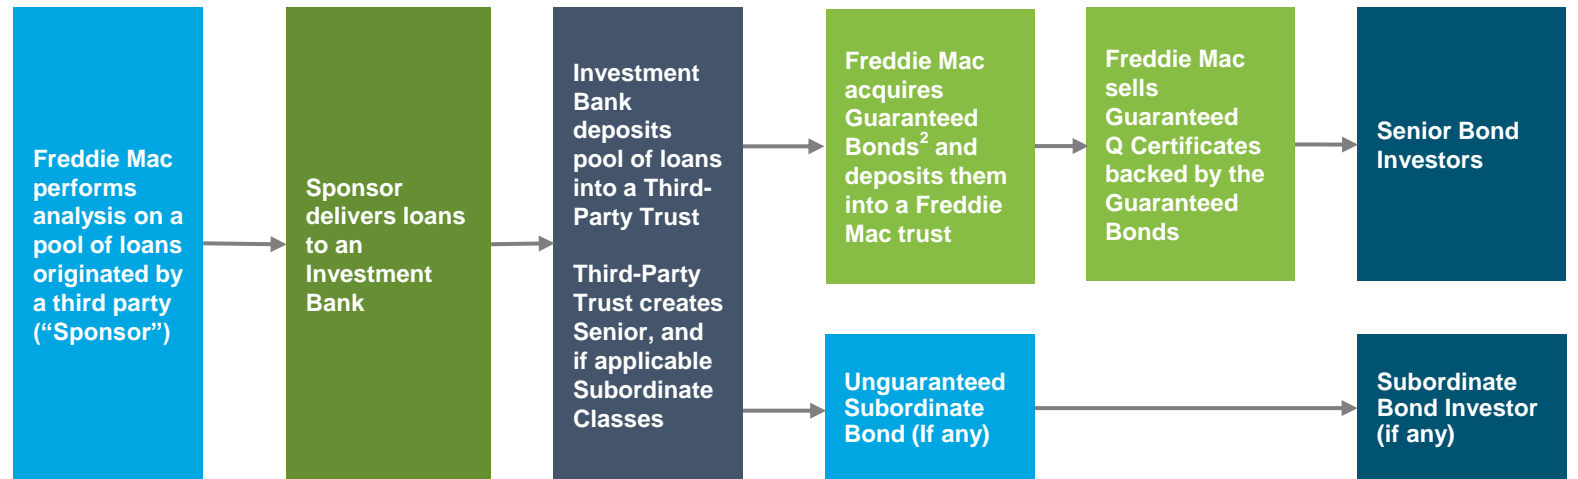 Freddie Mac
performs
analysis on a
pool of loans
originated by
a third party
(“Sponsor”)
Sponsor
delivers loans
to an
Investment
Bank
Investment
Bank
deposits
pool of loans
into a Third-
Party Trust
Third-Party
Trust creates
Senior, and
if applicable
Subordinate
Classes
Freddie Mac
acquires
Guaranteed
Bonds² and
deposits them
into a Freddie
Mac trust
Freddie Mac
sells
Guaranteed
Q Certificates
backed by the
Guaranteed
Bonds
Senior Bond
Investors
Unguaranteed
Subordinate
Bond (If any)
Subordinate
Bond Investor
(if any)